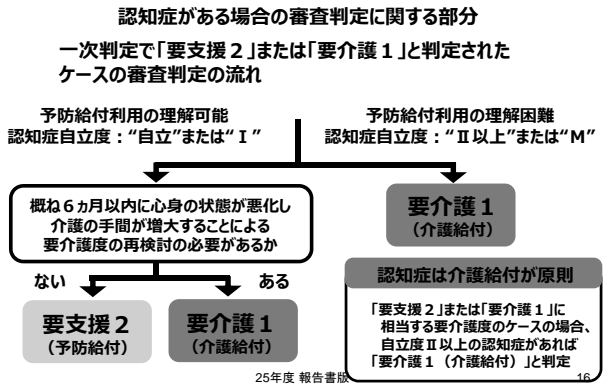 認知症がある場合の審査判定に関する部分
一次判定で「要支援２」または「要介護１」と判定された
ケースの審査判定の流れ
予防給付利用の理解可能
認知症自立度：“自立”または“Ⅰ”
予防給付利用の理解困難
認知症自立度：“Ⅱ以上”または“M”
概ね６ヵ月以内に心身の状態が悪化し
介護の手間が増大することによる
要介護度の再検討の必要があるか
要介護１
（介護給付）
ない
ある
要支援２
（予防給付）
要介護１
（介護給付）
認知症は介護給付が原則
「要支援２」または「要介護１」に
相当する要介護度のケースの場合、
自立度Ⅱ以上の認知症があれば
「要介護１（介護給付）」と判定
25年度 報告書版
16